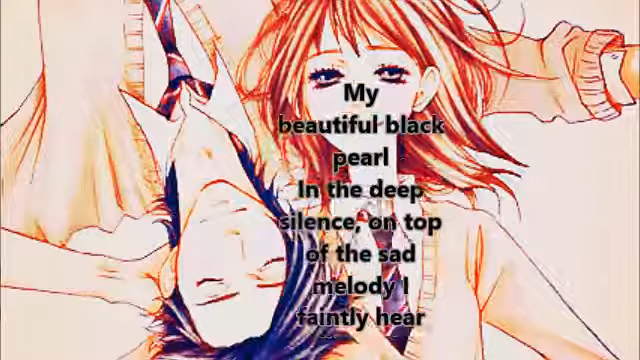 My
beautiful black
pearl
In the deep
silence, on top
of the sad
melody I
faintly hear